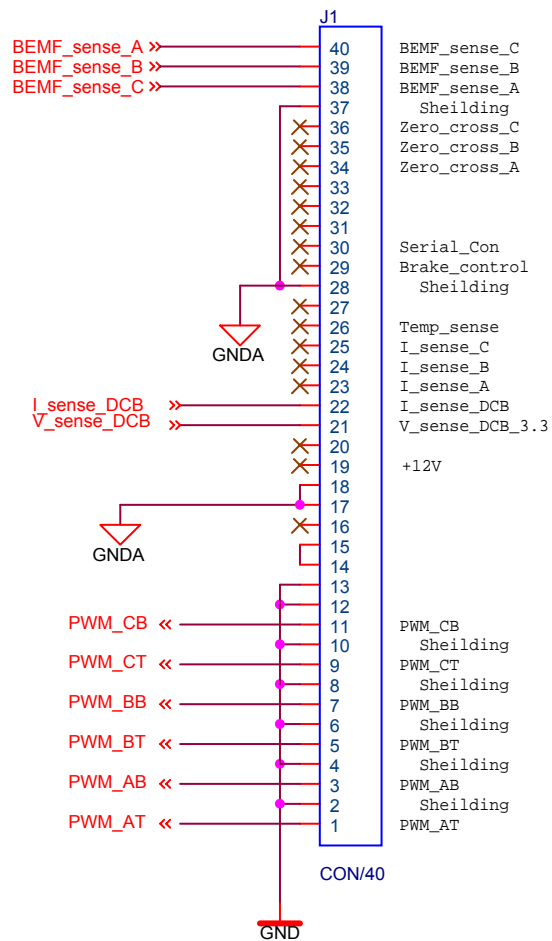 J1
BEMF_sense_A 40 BEMF_sense_C
BEMF_sense_B 39 BEMF_sense_B
BEMF_sense_C 38 BEMF_sense_A
37 Sheilding
36 Zero_cross_C
35 Zero_cross_B
34 Zero_cross_A
33
32
31
30 Serial_Con
29 Brake_control
28 Sheilding
27
GNDA 26 Temp_sense
25 I_sense_C
24 I_sense_B
23 I_sense_A
I_sense_DCB 22 I_sense_DCB
V_sense_DCB 21 V_sense_DCB_3.3
20
19 +12V
18
17
16
GNDA 15
14
13
12
PWM_CB 11 PWM_CB
10 Sheilding
PWM_CT 9 PWM_CT
8 Sheilding
PWM_BB 7 PWM_BB
6 Sheilding
PWM_BT 5 PWM_BT
4 Sheilding
PWM_AB 3 PWM_AB
2 Sheilding
PWM_AT 1 PWM_AT
CON/40
GND